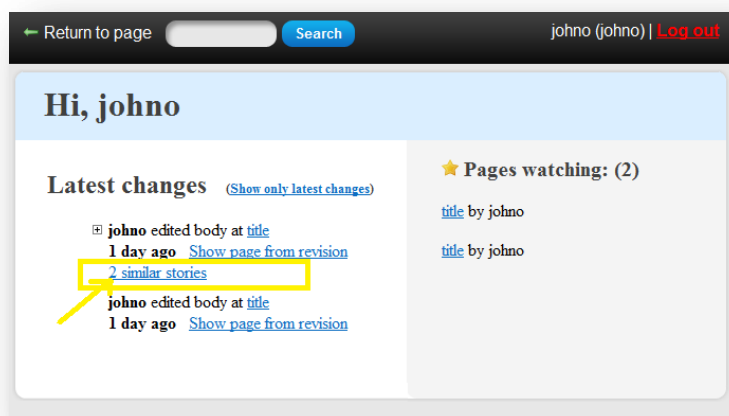 Return to page Search johno (johno) | Log out
Hi, johno
Latest changes (Show only latest changes)
johno edited body at title
1 day ago Show page from revision
2 similar stories
johno edited body at title
1 day ago Show page from revision
Pages watching: (2)
title by johno
title by johno